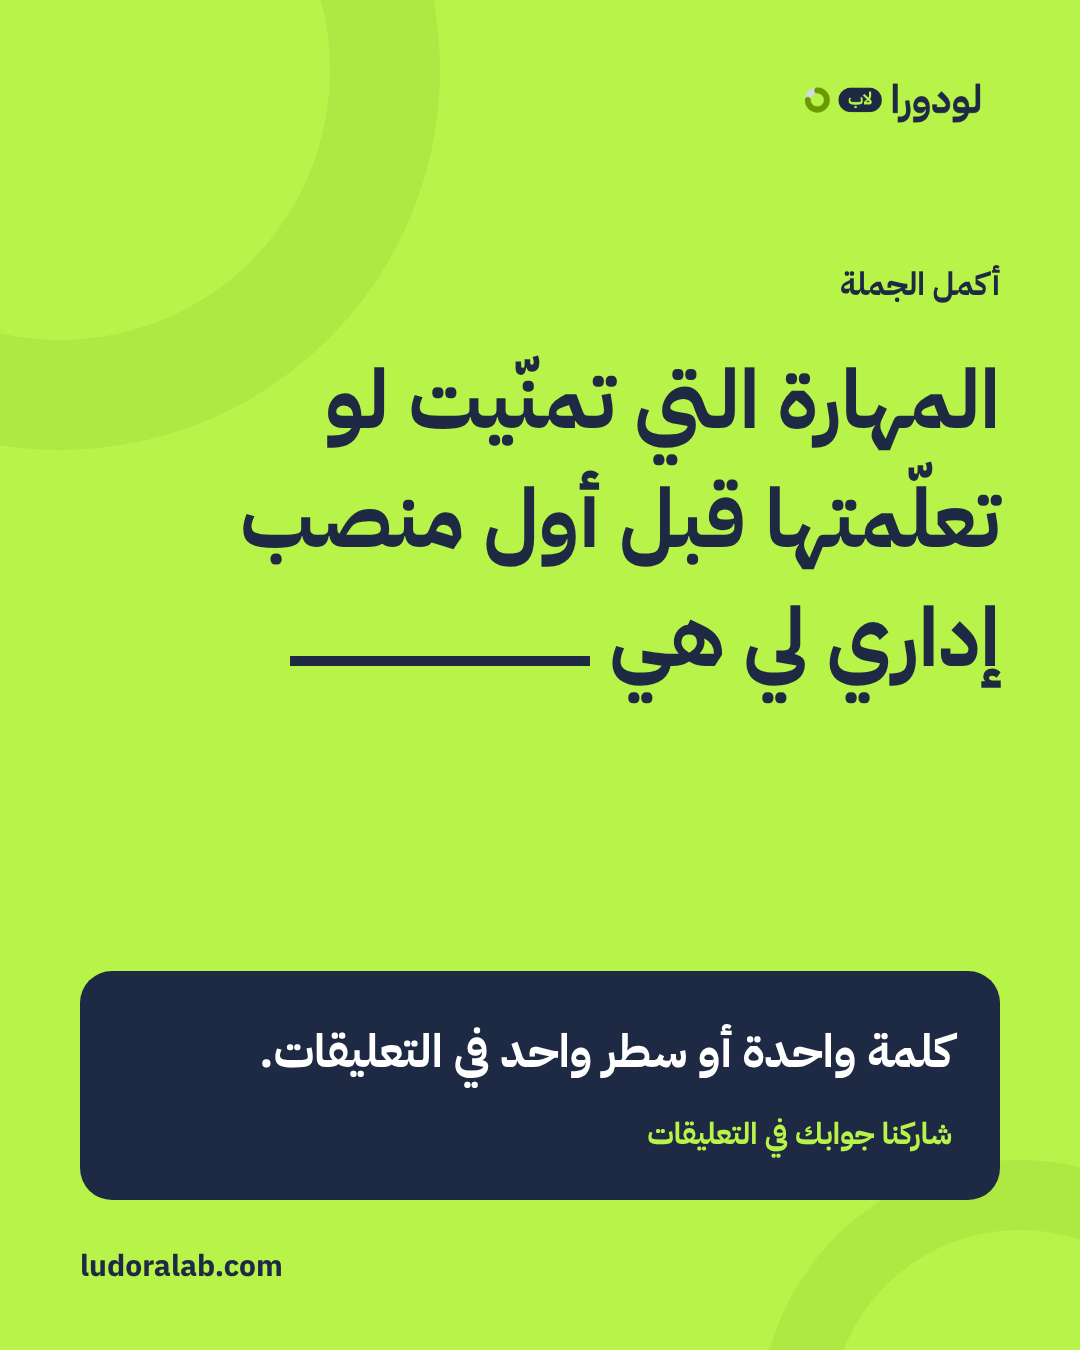 لودورا لاب
أكمل الجملة
المهارة التي تمنّيت لو
تعلّمتها قبل أول منصب
إداري لي هي ــــــــــــ
كلمة واحدة أو سطر واحد في التعليقات.
شاركنا جوابك في التعليقات
ludoralab.com